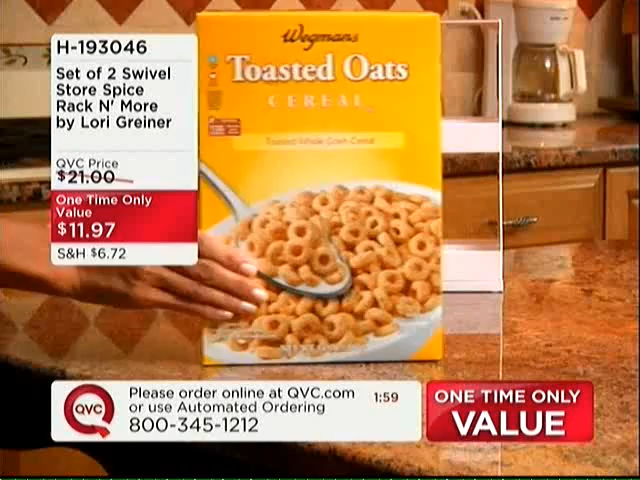 H-193046
Set of 2 Swivel
Store Spice
Rack N' More
by Lori Greiner
QVC Price
$21.00
One Time Only
Value
$11.97
S&H $6.72
Wegmans
Toasted Oats
CEREAL
Toasted Whole Grain Cereal
QVC
Please order online at QVC.com
or use Automated Ordering
800-345-1212
1:59
ONE TIME ONLY
VALUE